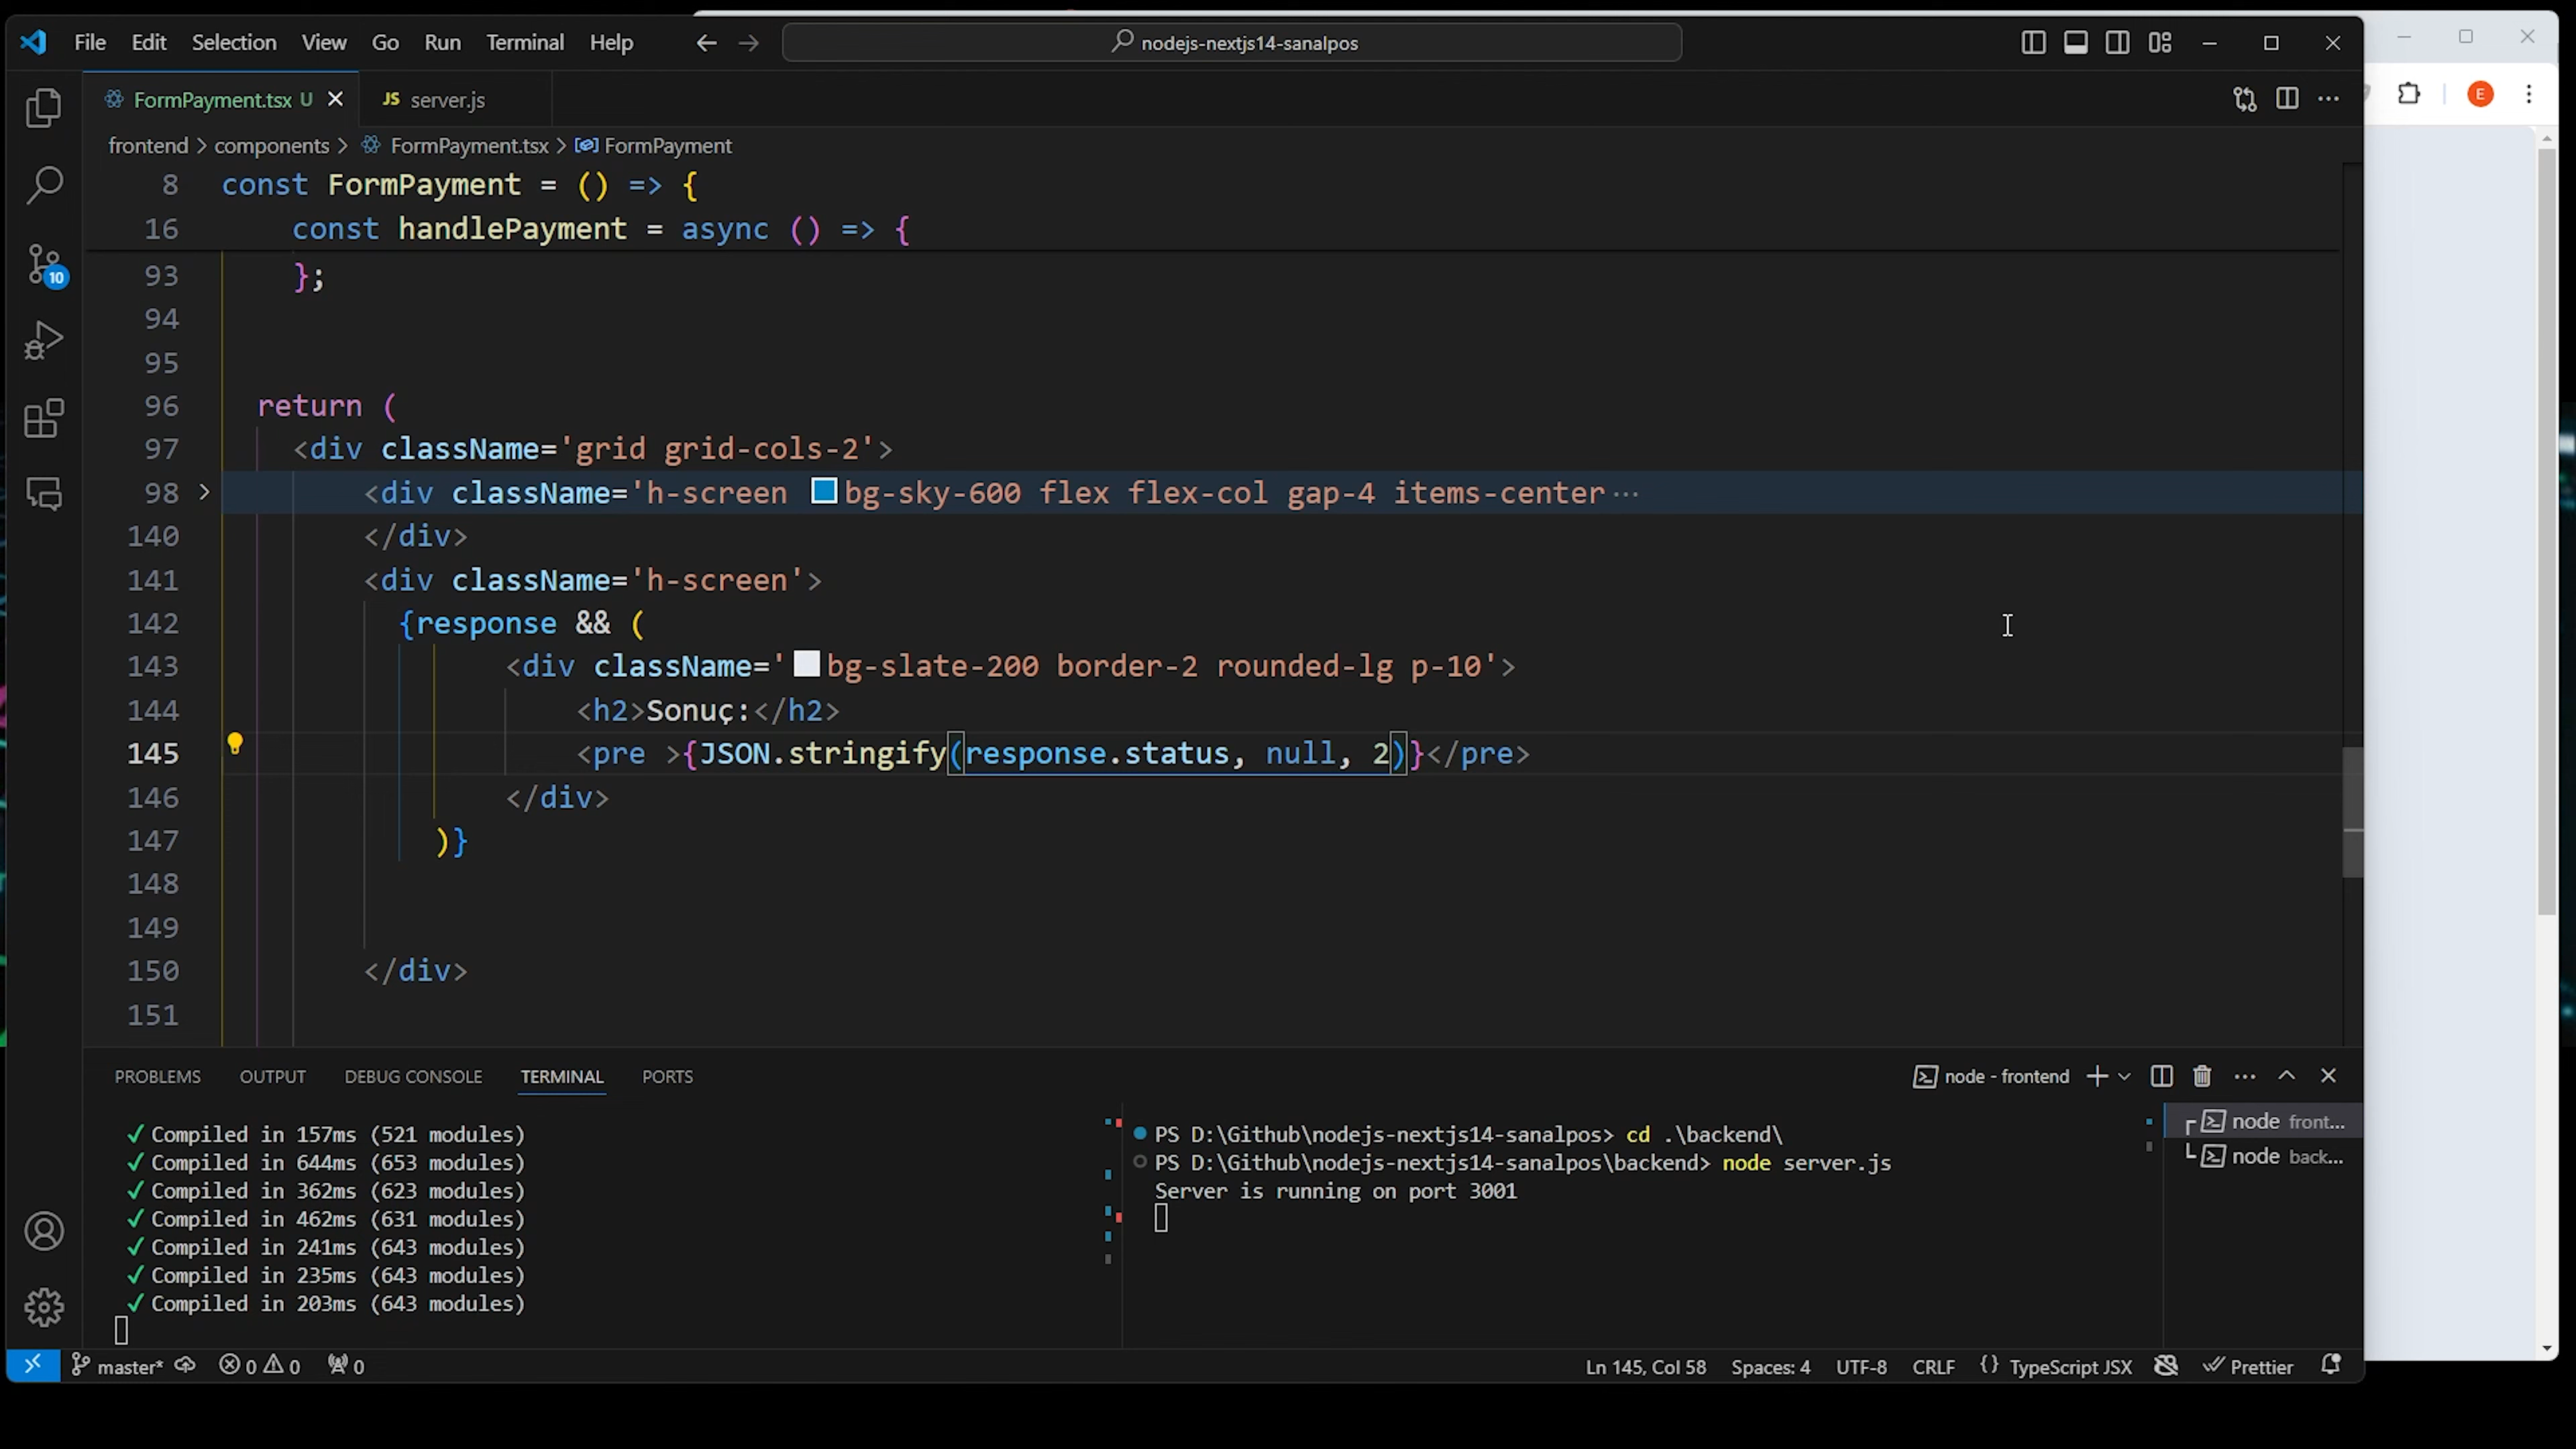 File Edit Selection View Go Run Terminal Help
nodejs-nextjs14-sanalpos
E
FormPayment.tsx U
JS server.js
frontend > components > FormPayment.tsx > FormPayment
8 const FormPayment = () => {
16 const handlePayment = async () => {
93 };
94
95
96 return (
97 <div className='grid grid-cols-2'>
98 <div className='h-screen bg-sky-600 flex flex-col gap-4 items-center···
140 </div>
141 <div className='h-screen'>
142 {response && (
143 <div className='bg-slate-200 border-2 rounded-lg p-10'>
144 <h2>Sonuç:</h2>
145 <pre >{JSON.stringify(response.status, null, 2)}</pre>
146 </div>
147 )}
148
149
150 </div>
151
10
PROBLEMS OUTPUT DEBUG CONSOLE TERMINAL PORTS
node - frontend
✓ Compiled in 157ms (521 modules)
✓ Compiled in 644ms (653 modules)
✓ Compiled in 362ms (623 modules)
✓ Compiled in 462ms (631 modules)
✓ Compiled in 241ms (643 modules)
✓ Compiled in 235ms (643 modules)
✓ Compiled in 203ms (643 modules)
PS D:\Github\nodejs-nextjs14-sanalpos> cd .\backend\
PS D:\Github\nodejs-nextjs14-sanalpos\backend> node server.js
Server is running on port 3001
node front...
node back...
master* 0 0 0
Ln 145, Col 58 Spaces: 4 UTF-8 CRLF {} TypeScript JSX Prettier